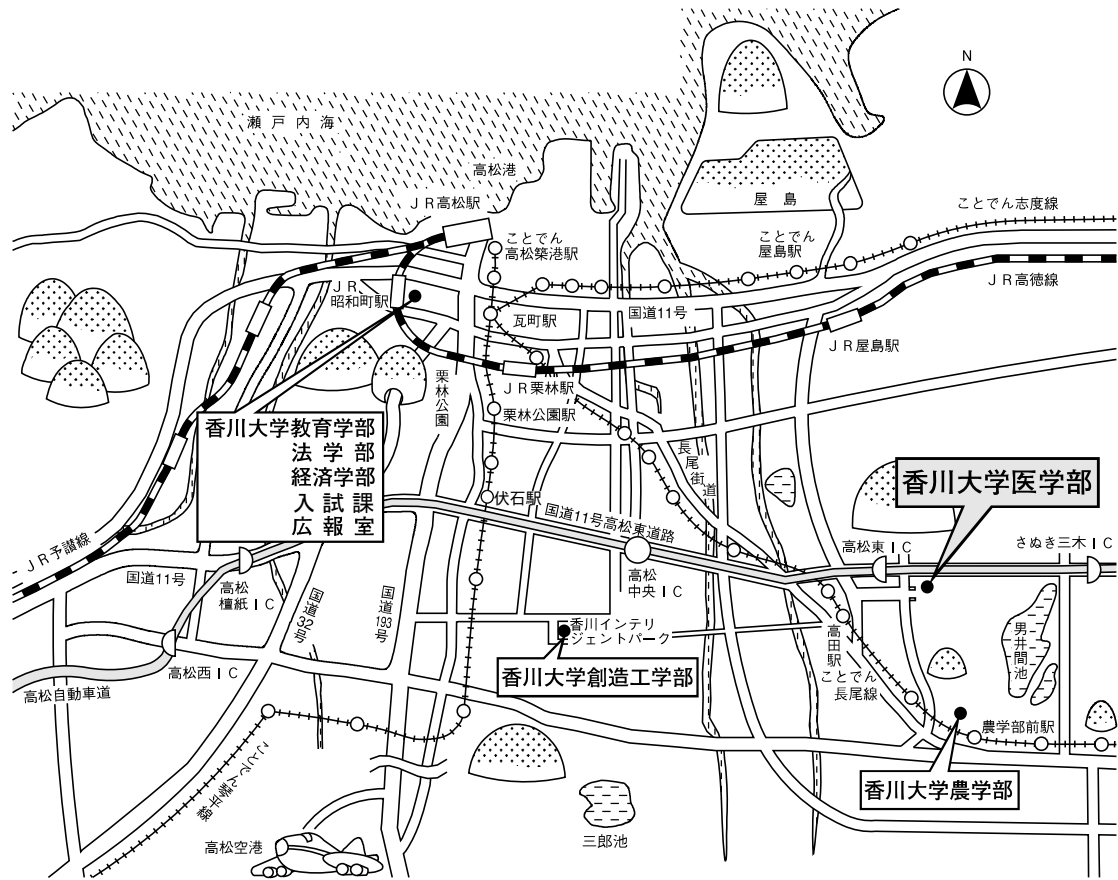 N
瀬戸内海
高松港
JR高松駅
屋島
ことでん志度線
ことでん
高松築港駅
ことでん
屋島駅
JR高徳線
JR
昭和町駅
瓦町駅
国道11号
JR屋島駅
JR栗林駅
栗林公園
栗林公園駅
香川大学教育学部
法学部
経済学部
入試課
広報室
長尾街道
香川大学医学部
伏石駅
国道11号高松東道路
高松東IC
さぬき三木IC
JR予讃線
国道11号
高松
檀紙IC
高松
中央IC
国道32号
国道193号
香川インテリ
ジェントパーク
高田駅
男井間池
香川大学創造工学部
ことでん
長尾線
高松西IC
高松自動車道
農学部前駅
ことでん琴平線
香川大学農学部
高松空港
三郎池